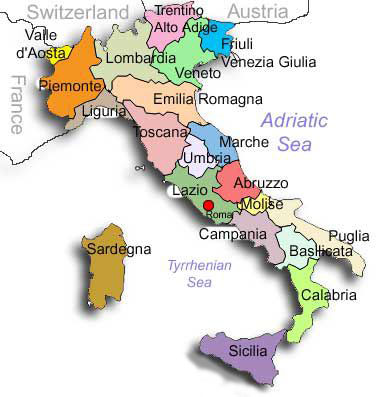 Switzerland
Austria
Trentino
Alto Adige
Valle
d'Aosta
Friuli
Venezia Giulia
Lombardia
Veneto
Piemonte
Emilia Romagna
France
Liguria
Toscana
Adriatic
Sea
Marche
Umbria
Lazio
Abruzzo
Roma
Molise
Campania
Puglia
Sardegna
Basilicata
Tyrrhenian
Sea
Calabria
Sicilia